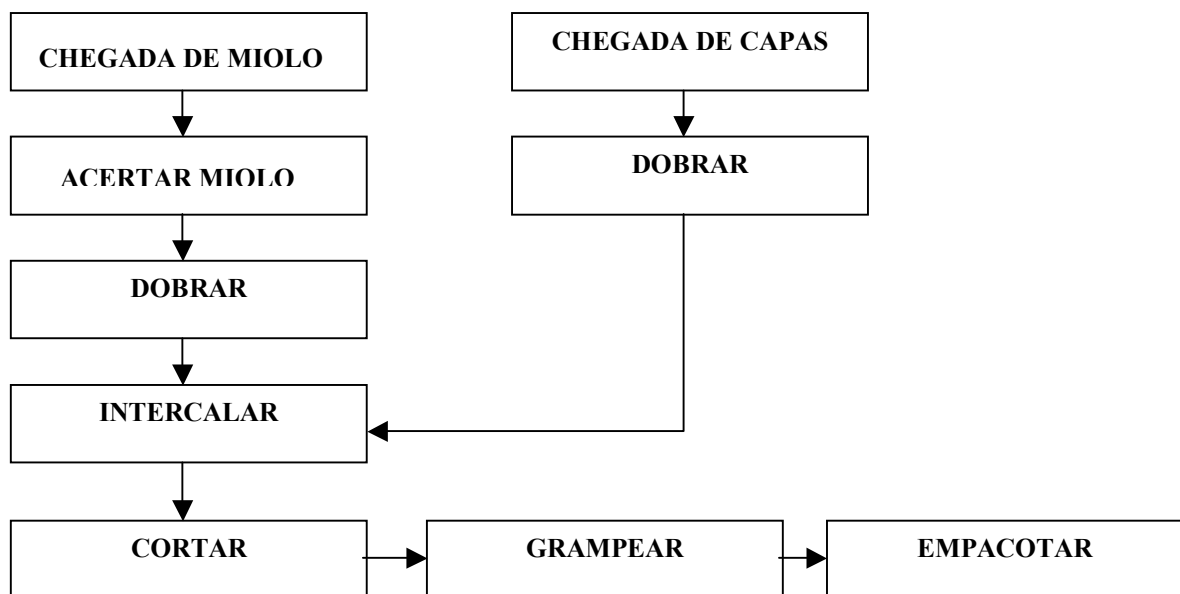 CHEGADA DE MIOLO
CHEGADA DE CAPAS
ACERTAR MIOLO
DOBRAR
DOBRAR
INTERCALAR
CORTAR
GRAMPEAR
EMPACOTAR